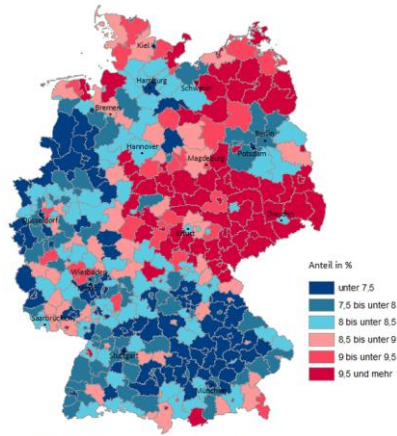 Kiel
Hamburg
Schwerin
Bremen
Berlin
Hannover
Potsdam
Magdeburg
Düsseldorf
Dresden
Erfurt
Wiesbaden
Saarbrücken
Stuttgart
München
Anteil in %
unter 7,5
7,5 bis unter 8
8 bis unter 8,5
8,5 bis unter 9
9 bis unter 9,5
9,5 und mehr